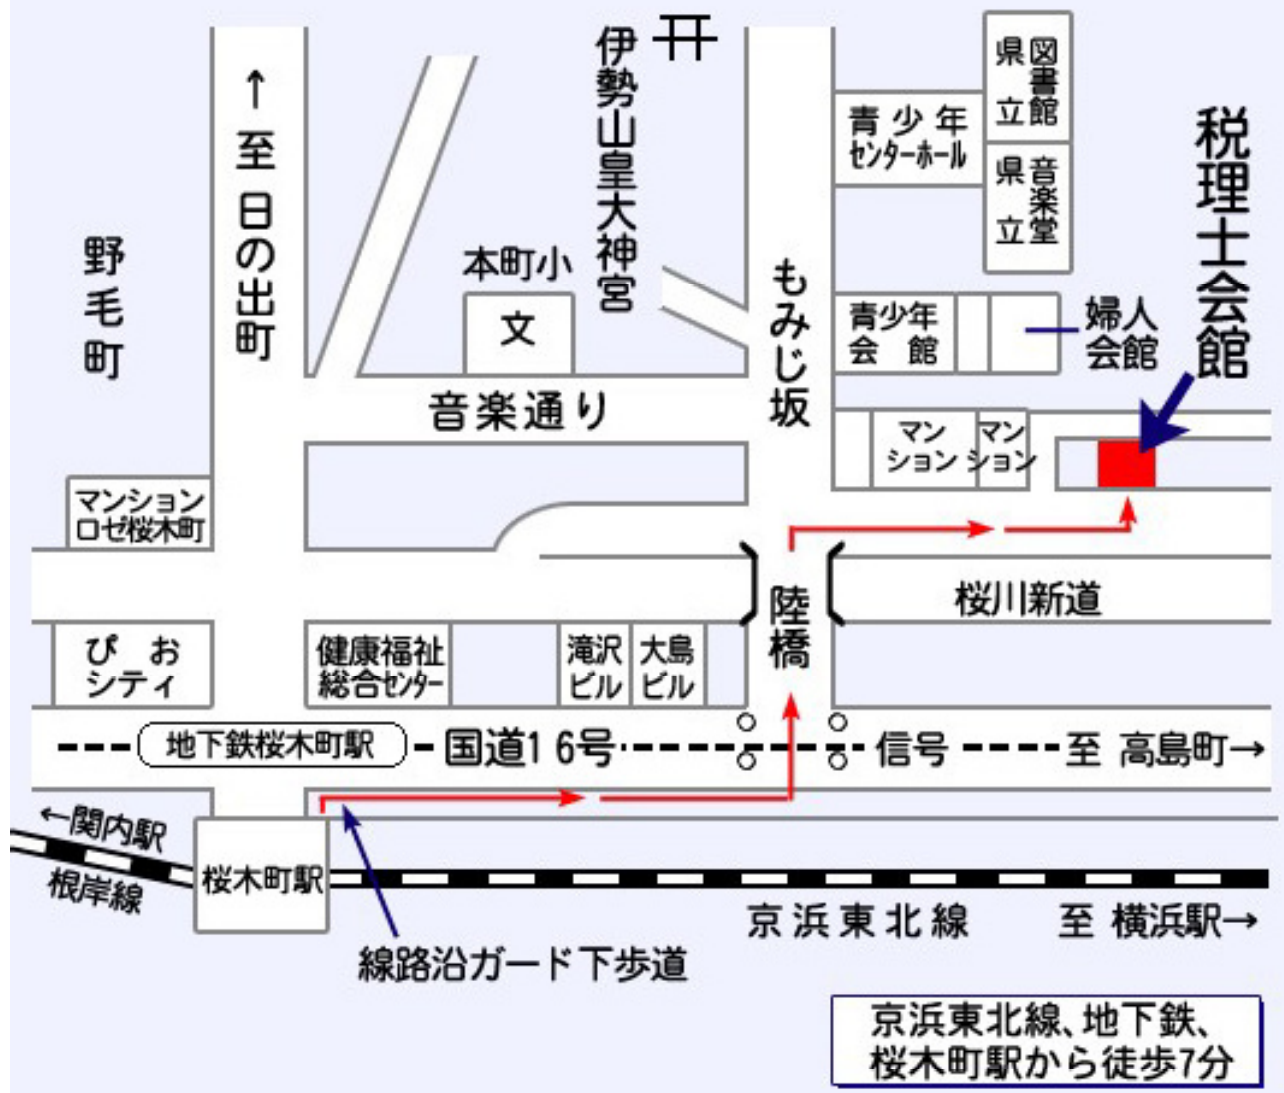 ↑至 日の出町
伊勢山皇大神宮
県立
図書館
青少年
センターホール
県立
音楽堂
税理士会館
野毛町
本町小
文
もみじ坂
青少年
会館
婦人
会館
音楽通り
マン
ション
マン
ション
マンション
ロゼ桜木町
陸橋
桜川新道
ぴお
シティ
健康福祉
総合センター
滝沢
ビル
大島
ビル
地下鉄桜木町駅
国道16号
信号
至 高島町→
←関内駅
根岸線
桜木町駅
京浜東北線
至 横浜駅→
線路沿ガード下歩道
京浜東北線、地下鉄、
桜木町駅から徒歩7分